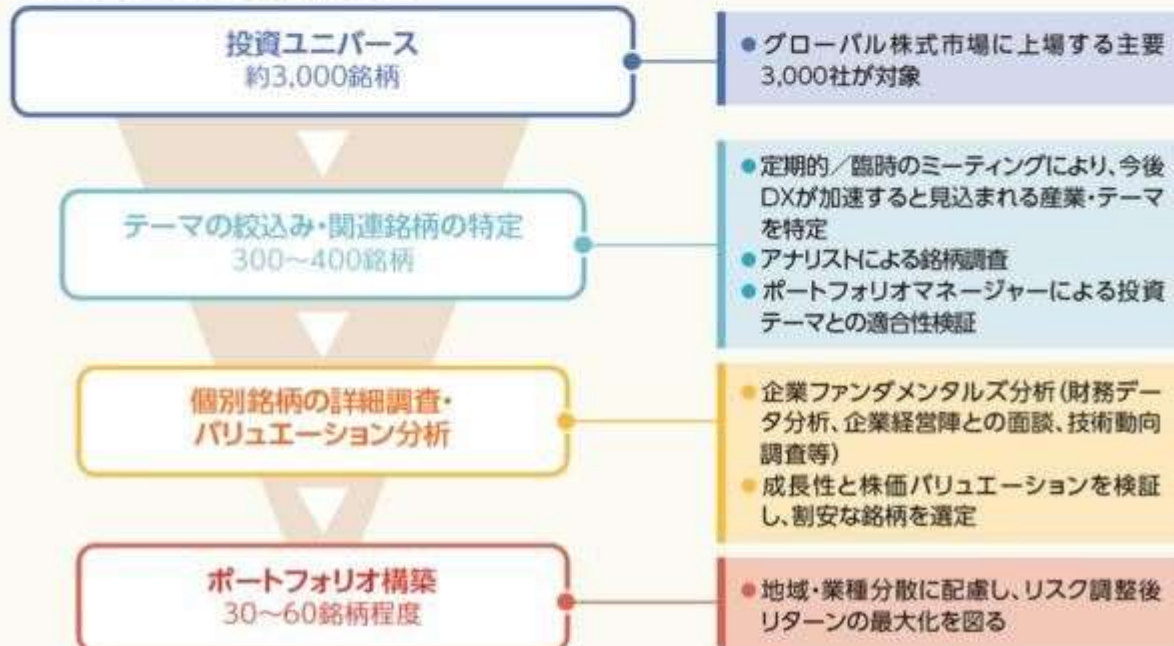 投資ユニバース
約3,000銘柄
●グローバル株式市場に上場する主要
3,000社が対象
テーマの絞込み・関連銘柄の特定
300〜400銘柄
●定期的／臨時のミーティングにより、今後
DXが加速すると見込まれる産業・テーマ
を特定
●アナリストによる銘柄調査
●ポートフォリオマネージャーによる投資
テーマとの適合性検証
個別銘柄の詳細調査・
バリュエーション分析
●企業ファンダメンタルズ分析(財務デー
タ分析、企業経営陣との面談、技術動向
調査等)
●成長性と株価バリュエーションを検証
し、割安な銘柄を選定
ポートフォリオ構築
30〜60銘柄程度
●地域・業種分散に配慮し、リスク調整後
リターンの最大化を図る